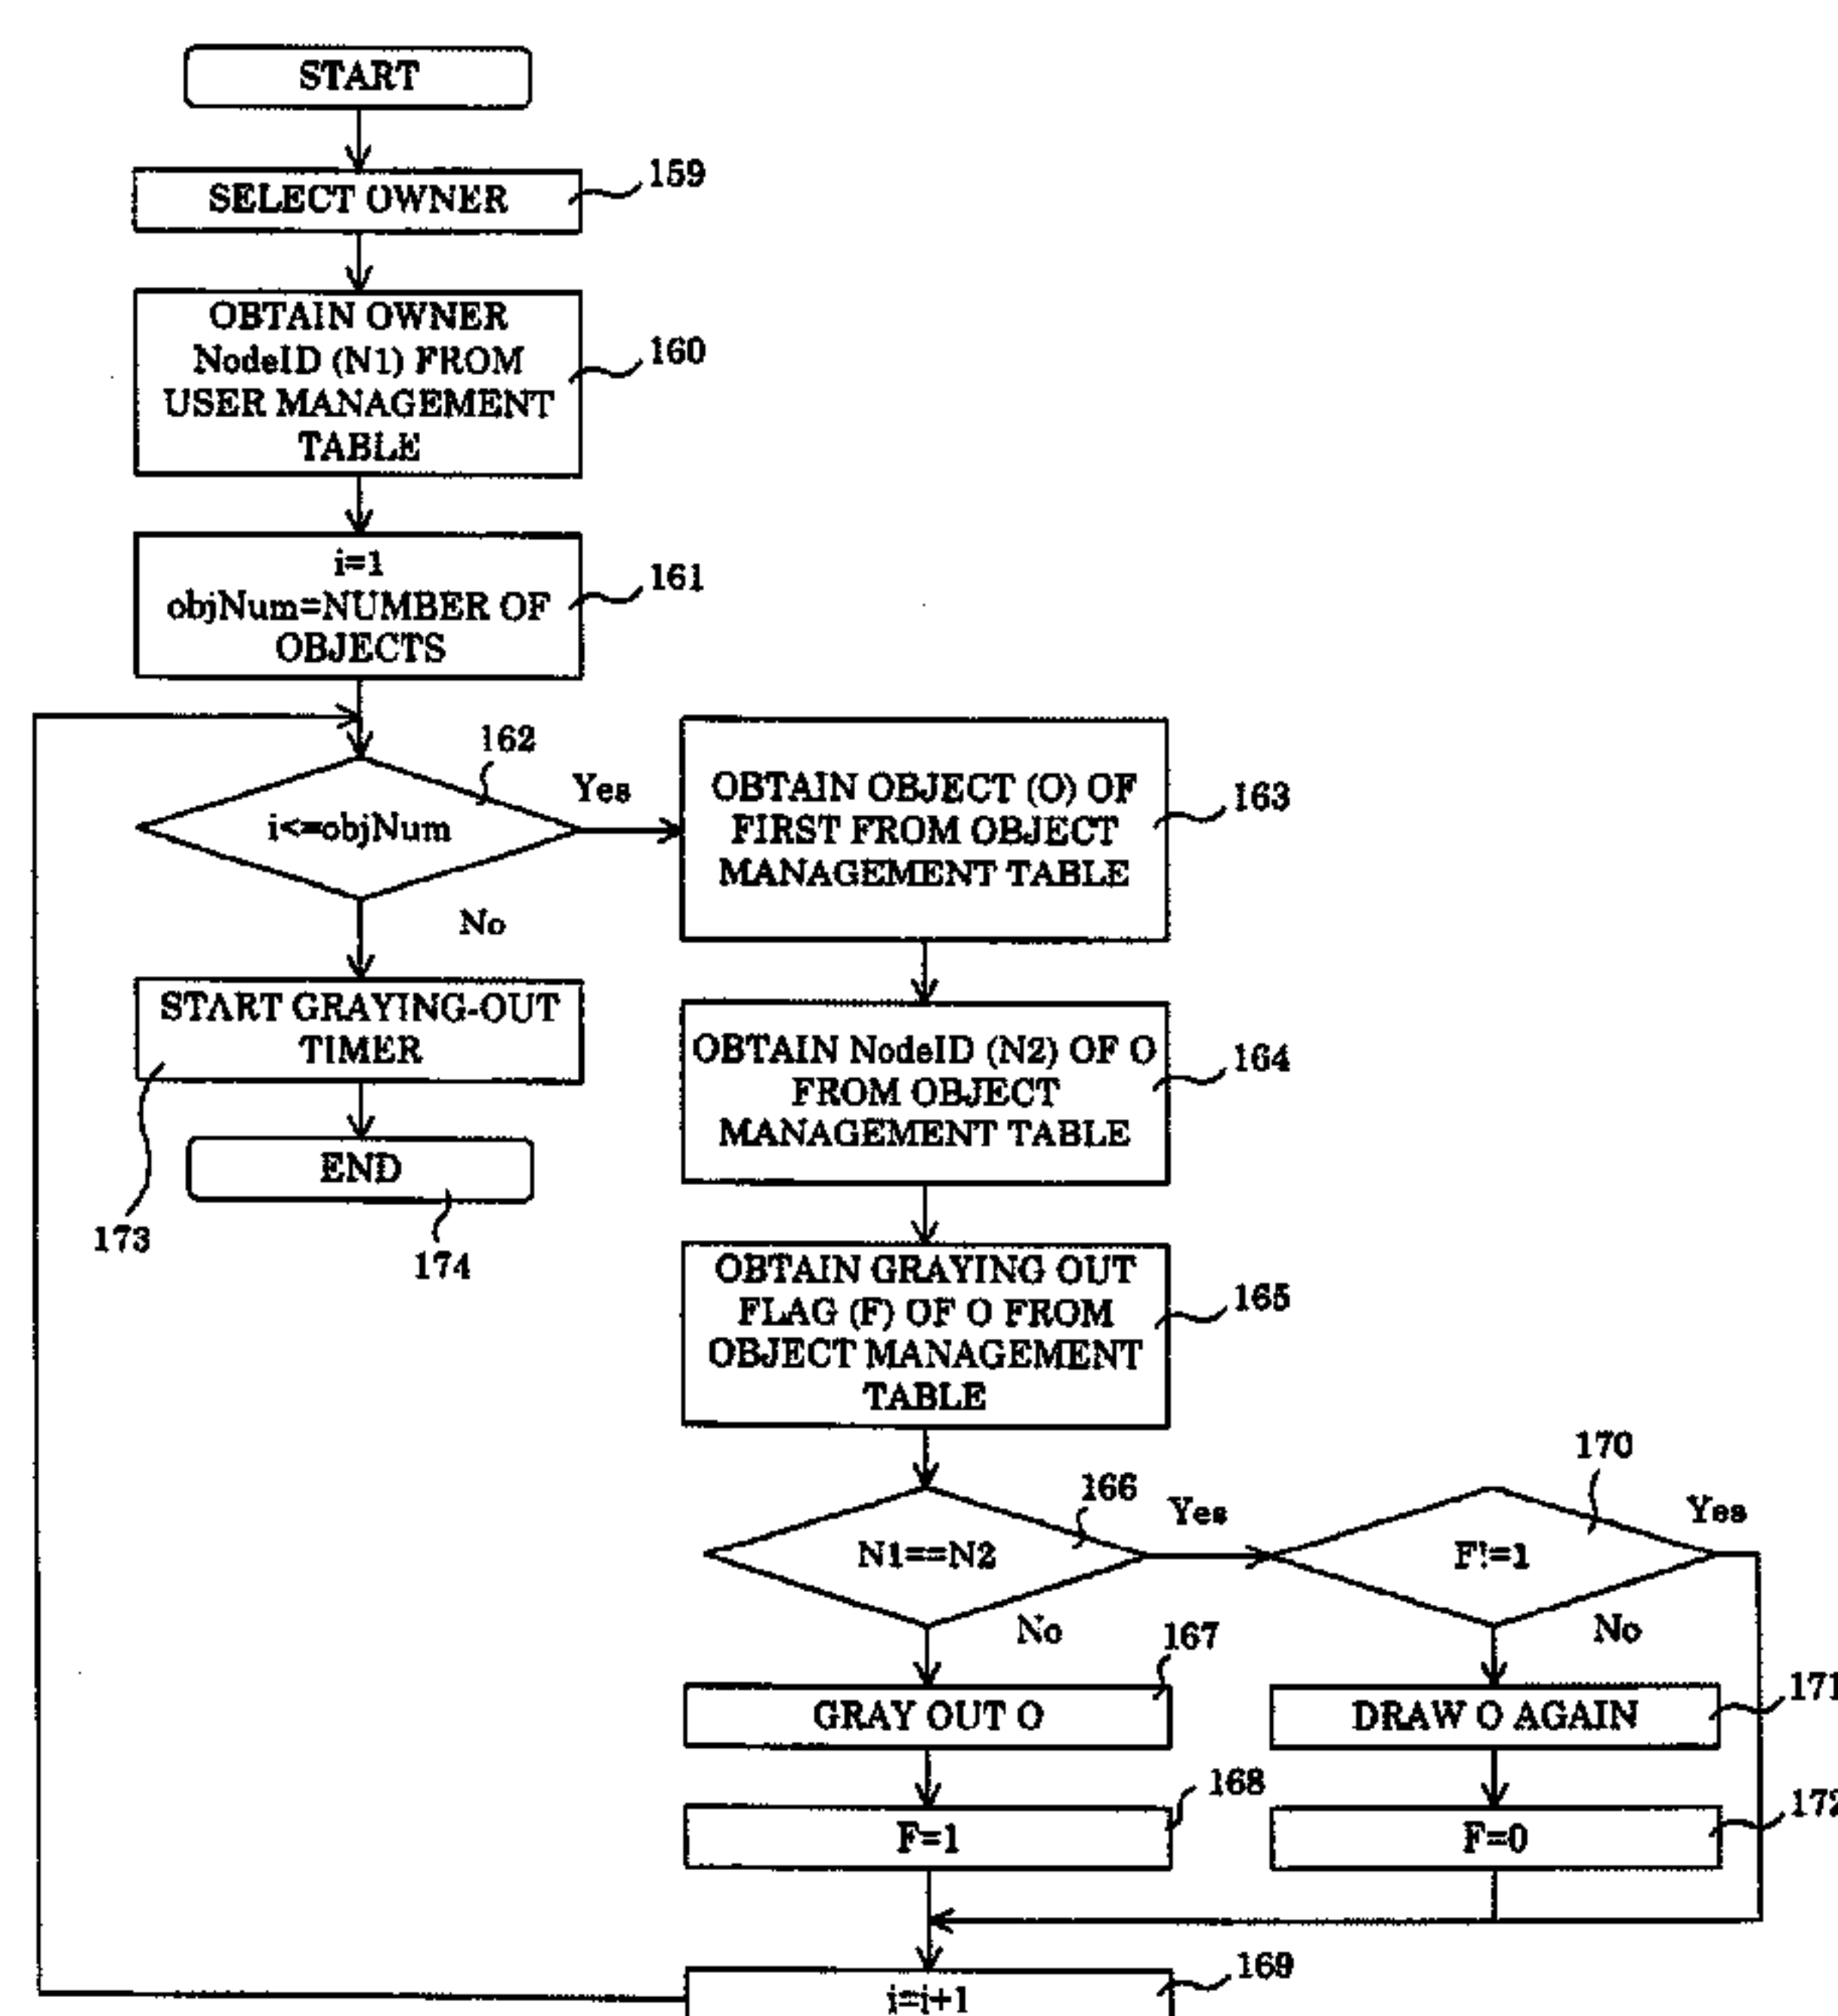 START
SELECT OWNER
159
OBTAIN OWNER
NodeID (N1) FROM
USER MANAGEMENT
TABLE
160
i=1
objNum=NUMBER OF
OBJECTS
161
162
i<=objNum
Yes
No
OBTAIN OBJECT (O) OF
FIRST FROM OBJECT
MANAGEMENT TABLE
163
START GRAYING-OUT
TIMER
173
END
174
OBTAIN NodeID (N2) OF O
FROM OBJECT
MANAGEMENT TABLE
164
OBTAIN GRAYING OUT
FLAG (F) OF O FROM
OBJECT MANAGEMENT
TABLE
165
166
N1==N2
Yes
No
170
F!=1
Yes
No
167
GRAY OUT O
DRAW O AGAIN
171
168
F=1
F=0
172
169
i=i+1